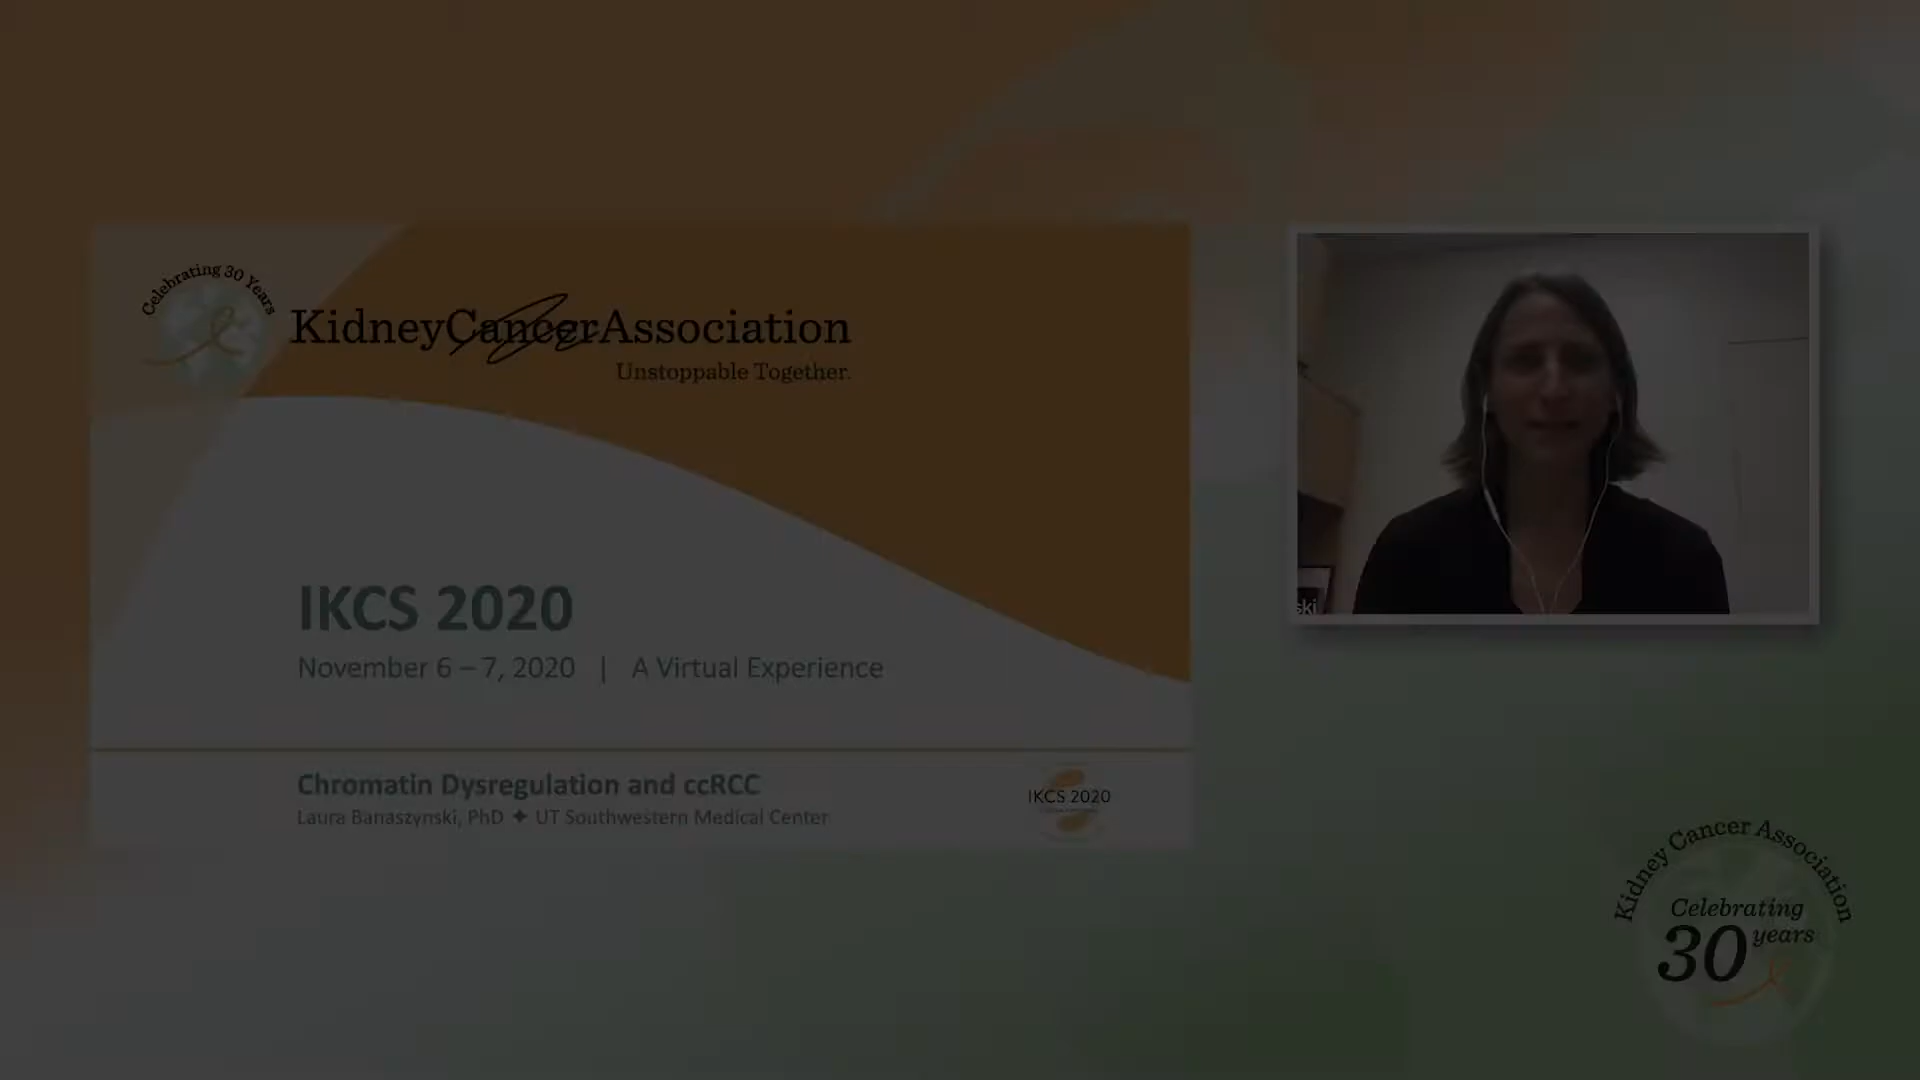 Celebrating 30 Years
KidneyCancerAssociation
Unstoppable Together.
IKCS 2020
November 6 – 7, 2020 | A Virtual Experience
Chromatin Dysregulation and ccRCC
Laura Banaszynski, PhD ✦ UT Southwestern Medical Center
IKCS 2020
ski
Kidney Cancer Association
Celebrating
30 years